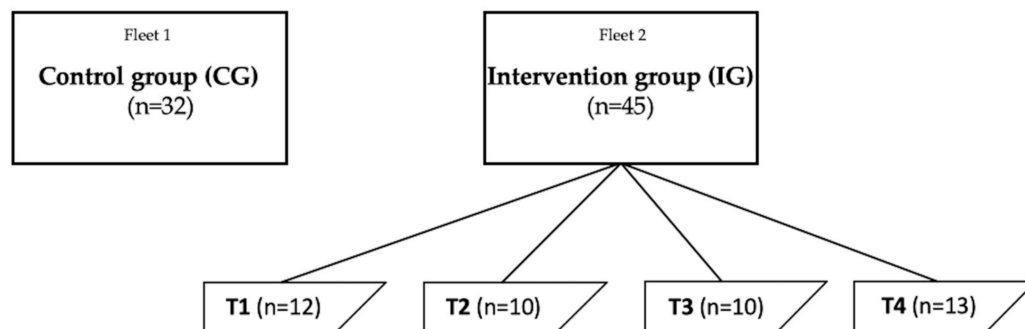 Fleet 1
Control group (CG)
(n=32)
Fleet 2
Intervention group (IG)
(n=45)
T1 (n=12)
T2 (n=10)
T3 (n=10)
T4 (n=13)